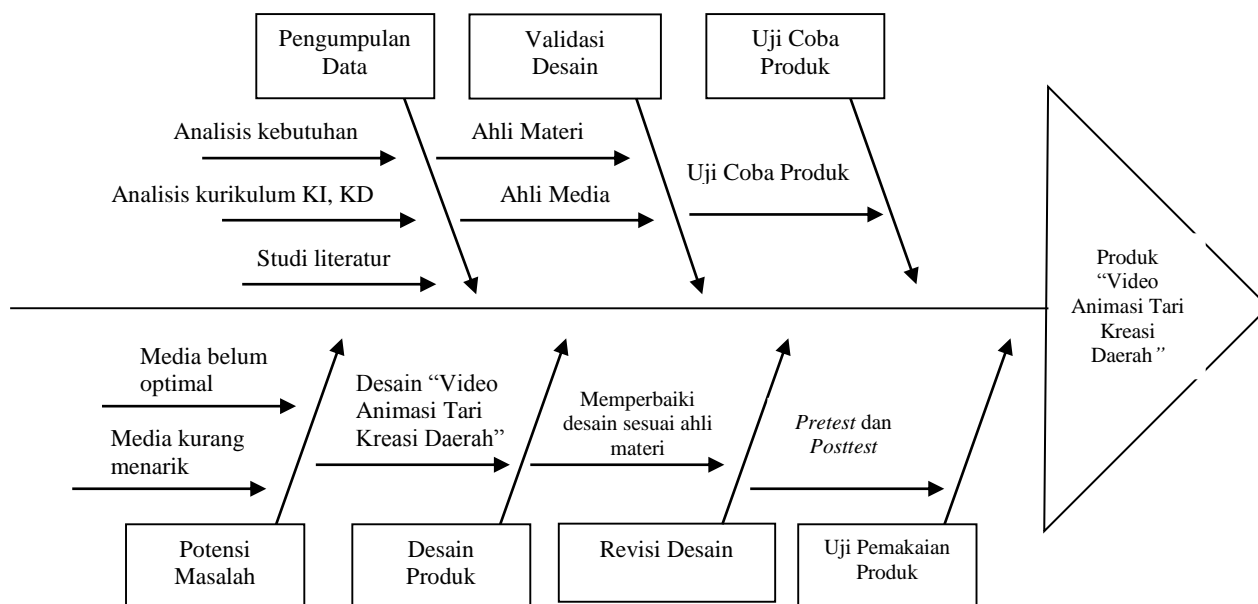 Pengumpulan
Data
Validasi
Desain
Uji Coba
Produk
Analisis kebutuhan
Ahli Materi
Uji Coba Produk
Analisis kurikulum KI, KD
Ahli Media
Studi literatur
Produk
“Video
Animasi Tari
Kreasi
Daerah”
Media belum
optimal
Media kurang
menarik
Desain “Video
Animasi Tari
Kreasi Daerah”
Memperbaiki
desain sesuai ahli
materi
Pretest dan
Posttest
Potensi
Masalah
Desain
Produk
Revisi Desain
Uji Pemakaian
Produk